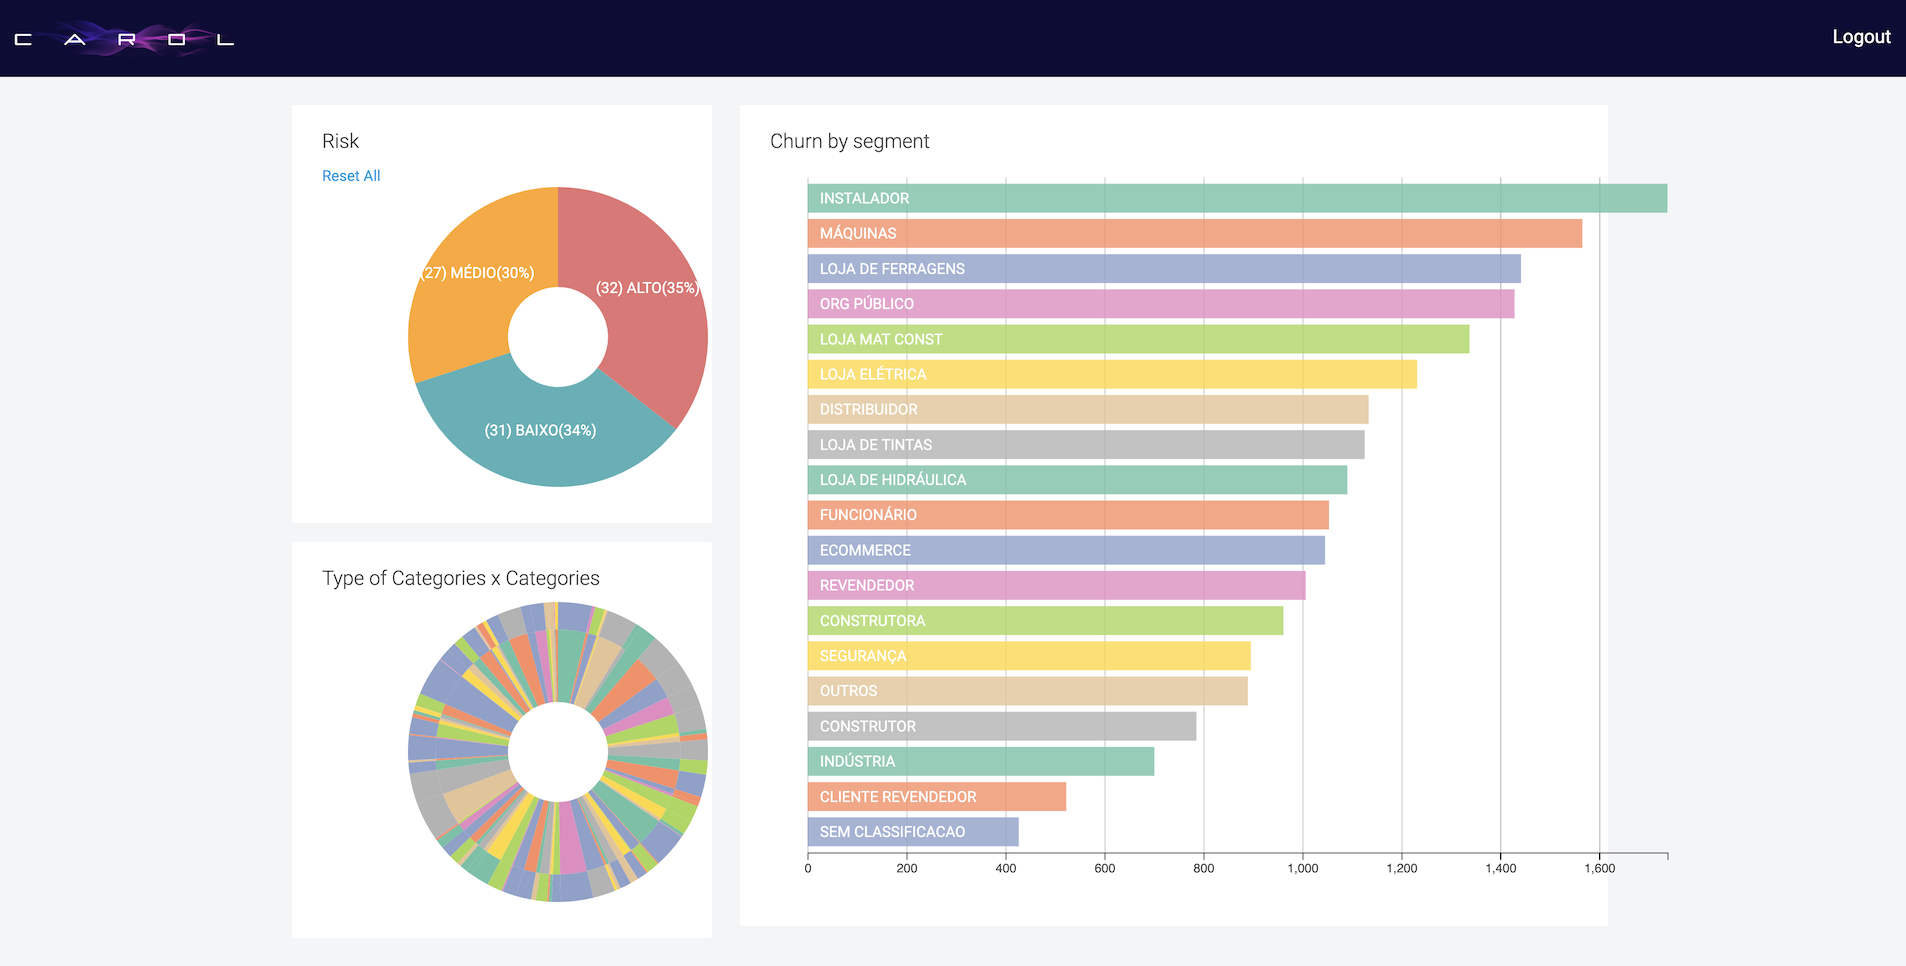 CAROL
Logout
Risk
Reset All
(27) MÉDIO(30%)
(32) ALTO(35%)
(31) BAIXO(34%)
Type of Categories x Categories
Churn by segment
INSTALADOR
MÁQUINAS
LOJA DE FERRAGENS
ORG PÚBLICO
LOJA MAT CONST
LOJA ELÉTRICA
DISTRIBUIDOR
LOJA DE TINTAS
LOJA DE HIDRÁULICA
FUNCIONÁRIO
ECOMMERCE
REVENDEDOR
CONSTRUTORA
SEGURANÇA
OUTROS
CONSTRUTOR
INDÚSTRIA
CLIENTE REVENDEDOR
SEM CLASSIFICACAO
0 200 400 600 800 1,000 1,200 1,400 1,600